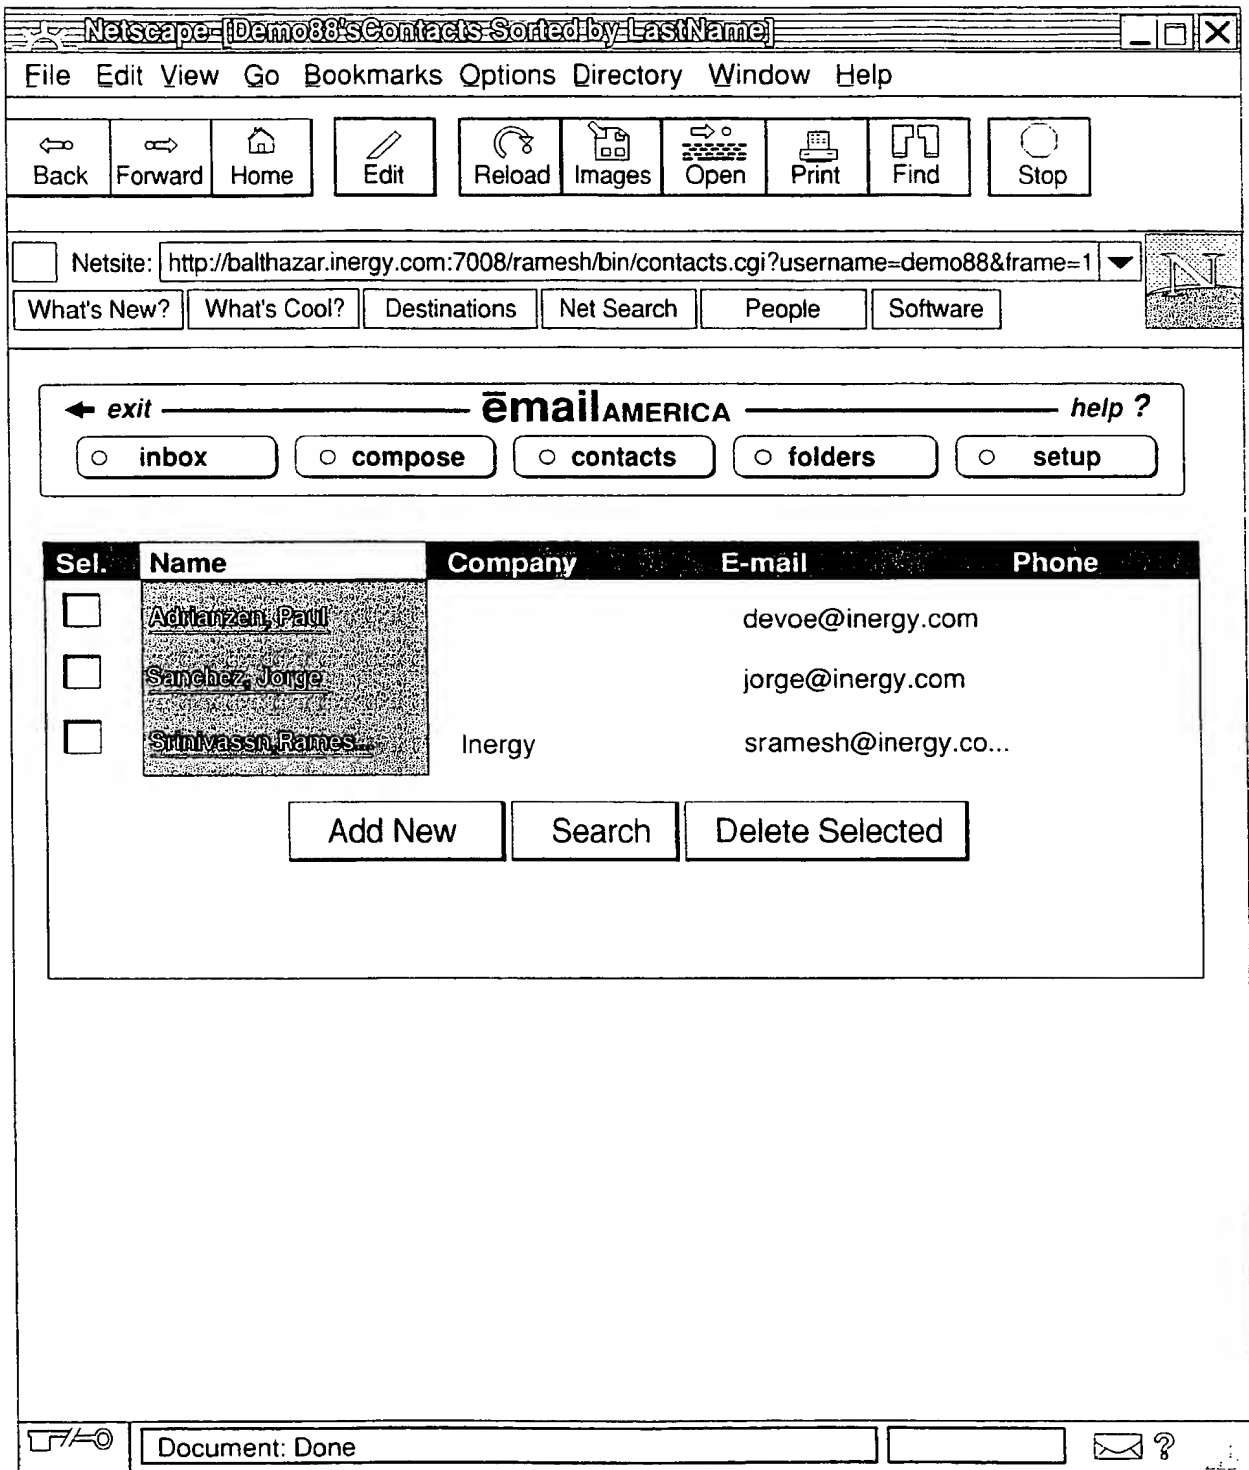 Netscape-[Demo88'sContacts Sorted by LastName]
File Edit View Go Bookmarks Options Directory Window Help
Back Forward Home Edit Reload Images Open Print Find Stop
Netsite: http://balthazar.inergy.com:7008/ramesh/bin/contacts.cgi?username=demo88&frame=1
N
What's New? What's Cool? Destinations Net Search People Software
exit ēmailAMERICA help ?
inbox compose contacts folders setup
Sel. Name Company E-mail Phone
Adrianzen, Paul devoe@inergy.com
Sanchez, Jorge jorge@inergy.com
Srinivassn,Rames... Inergy sramesh@inergy.co...
Add New Search Delete Selected
Document: Done ?